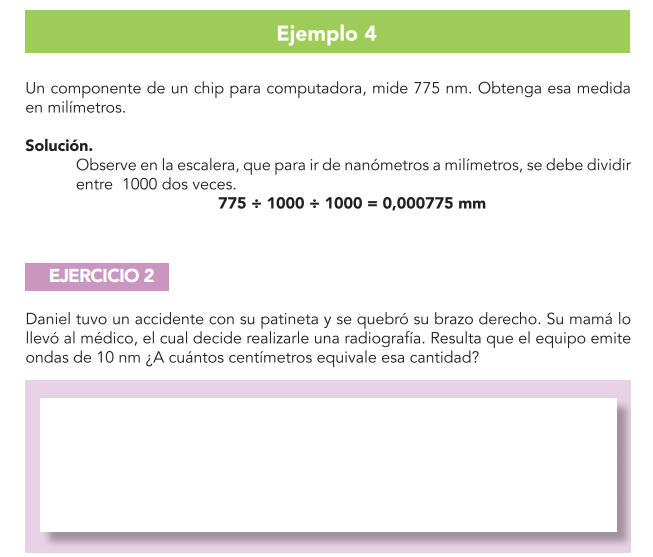 Ejemplo 4
Un componente de un chip para computadora, mide 775 nm. Obtenga esa medida
en milímetros.
Solución.
Observe en la escalera, que para ir de nanómetros a milímetros, se debe dividir
entre 1000 dos veces.
775 ÷ 1000 ÷ 1000 = 0,000775 mm
EJERCICIO 2
Daniel tuvo un accidente con su patineta y se quebró su brazo derecho. Su mamá lo
llevó al médico, el cual decide realizarle una radiografía. Resulta que el equipo emite
ondas de 10 nm ¿A cuántos centímetros equivale esa cantidad?